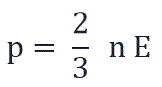 p = 2/3 n E